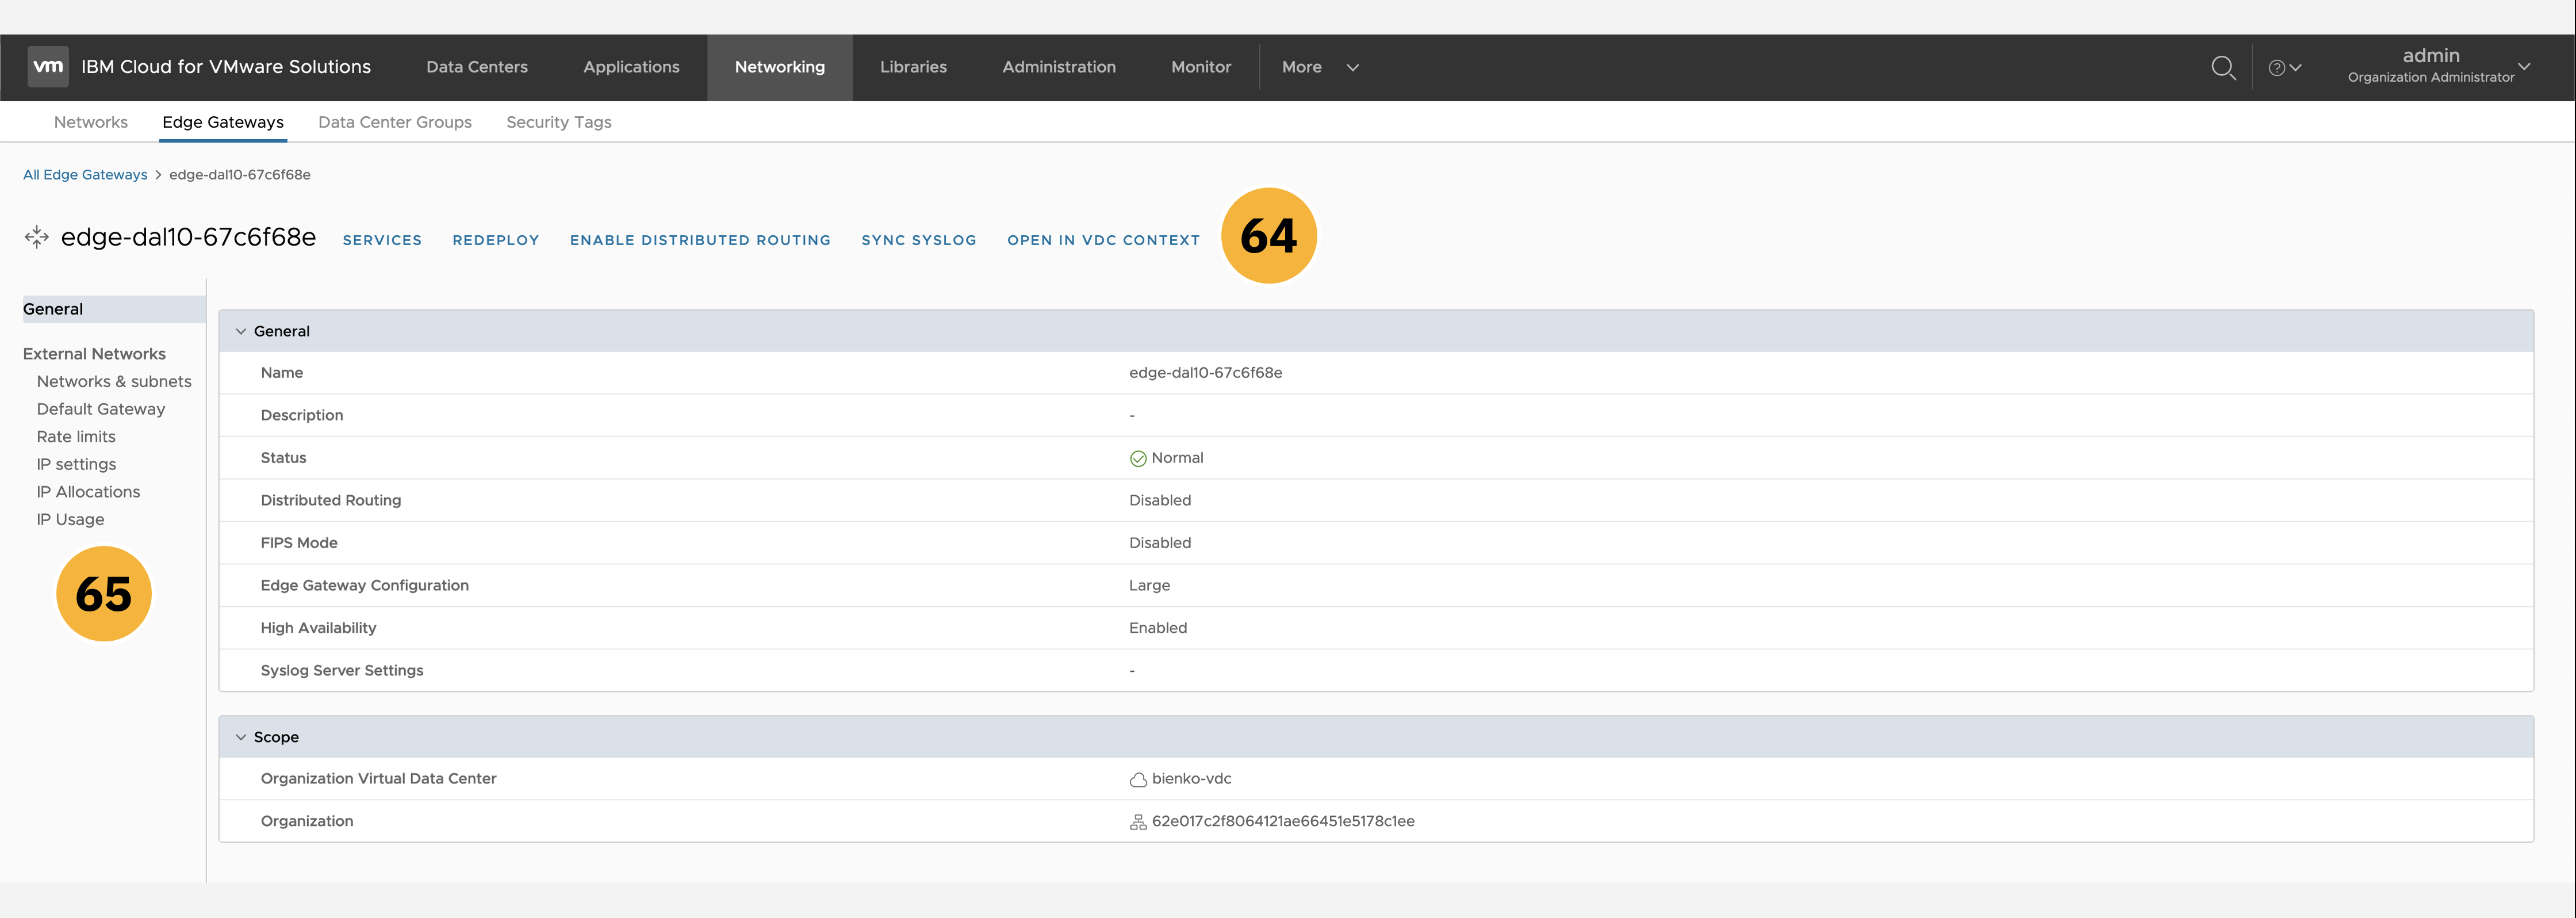 vm IBM Cloud for VMware Solutions Data Centers Applications Networking Libraries Administration Monitor More admin
Organization Administrator
Networks Edge Gateways Data Center Groups Security Tags
All Edge Gateways > edge-dal10-67c6f68e
edge-dal10-67c6f68e SERVICES REDEPLOY ENABLE DISTRIBUTED ROUTING SYNC SYSLOG OPEN IN VDC CONTEXT 64
General
External Networks
Networks & subnets
Default Gateway
Rate limits
IP settings
IP Allocations
IP Usage
65
General
Name edge-dal10-67c6f68e
Description -
Status Normal
Distributed Routing Disabled
FIPS Mode Disabled
Edge Gateway Configuration Large
High Availability Enabled
Syslog Server Settings -
Scope
Organization Virtual Data Center bienko-vdc
Organization 62e017c2f8064121ae66451e5178c1ee